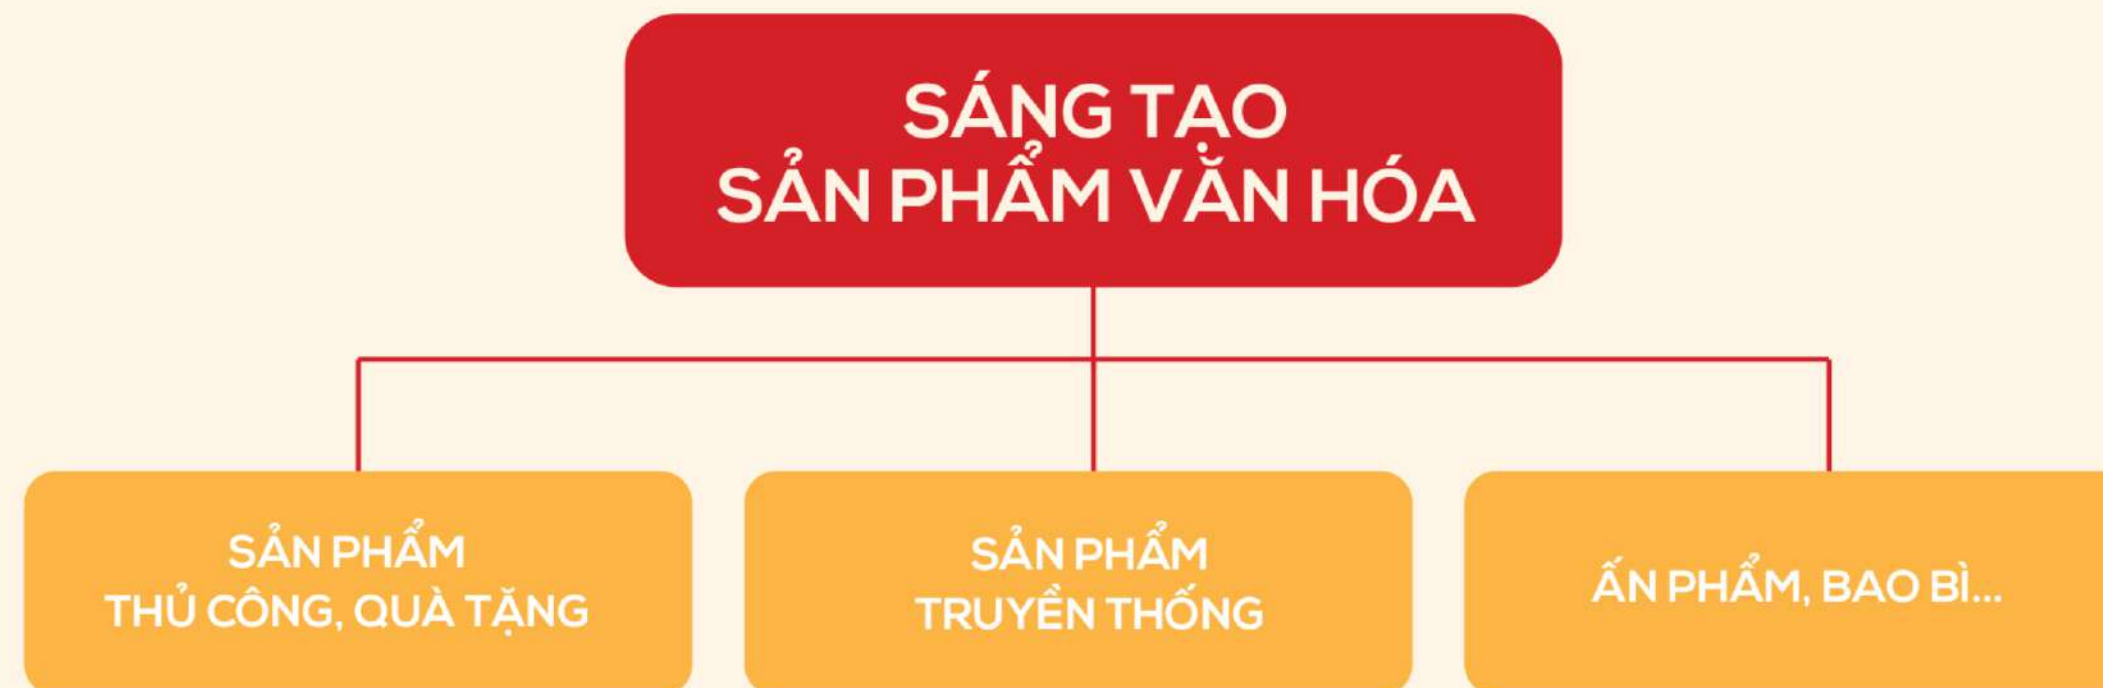 SÁNG TẠO
SẢN PHẨM VĂN HÓA
SẢN PHẨM
THỦ CÔNG, QUÀ TẶNG
SẢN PHẨM
TRUYỀN THỐNG
ẤN PHẨM, BAO BÌ...